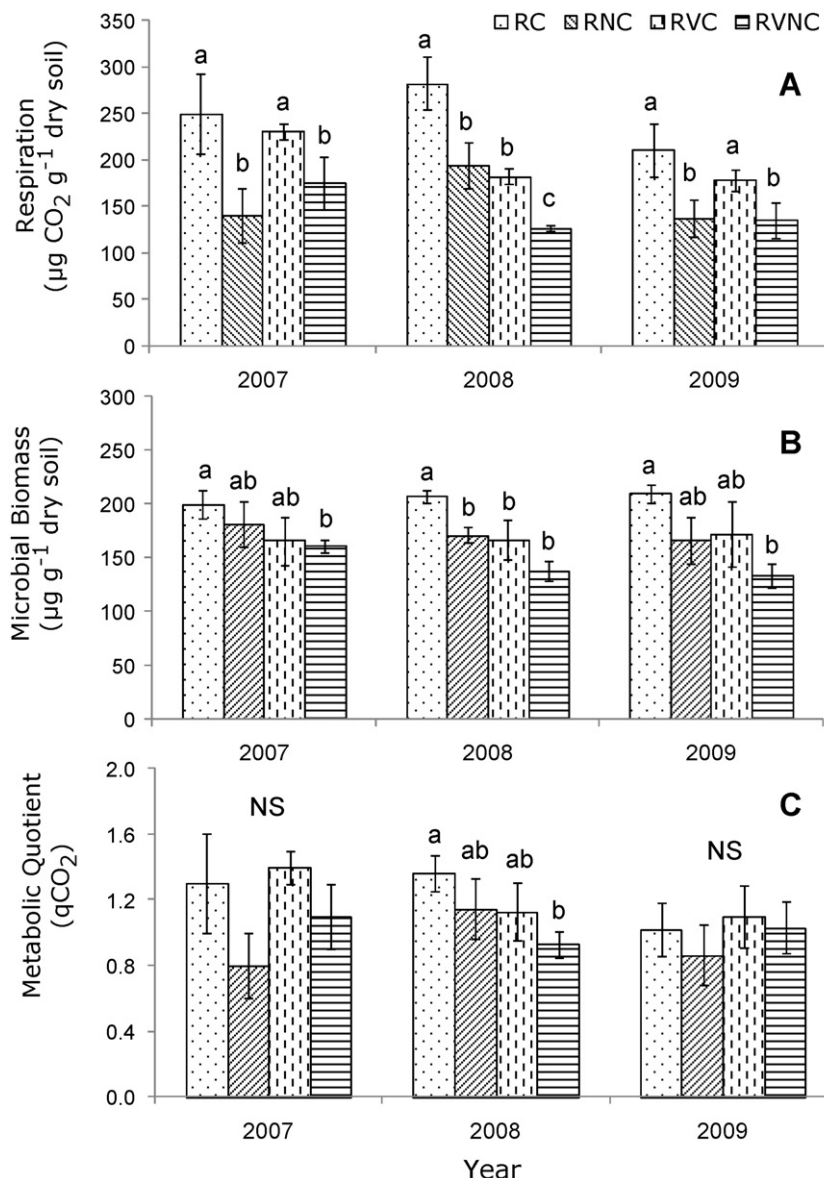 RC RNC RVC RVNC
A
Respiration
(µg CO2 g⁻¹ dry soil)
350
300
250
200
150
100
50
0
a b a b
a b b c
a b a b
2007 2008 2009
B
Microbial Biomass
(µg g⁻¹ dry soil)
300
250
200
150
100
50
0
a ab ab b
a b b b
a ab ab b
2007 2008 2009
C
Metabolic Quotient
(qCO2)
2.0
1.6
1.2
0.8
0.4
0.0
NS
a ab ab b
NS
2007 2008 2009
Year